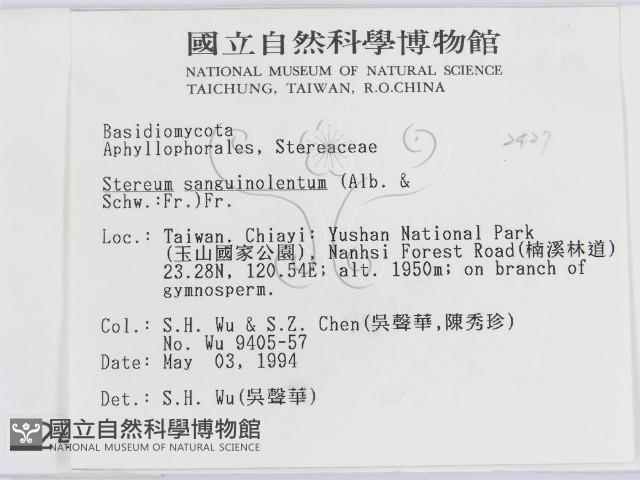 國立自然科學博物館
NATIONAL MUSEUM OF NATURAL SCIENCE
TAICHUNG, TAIWAN, R.O.CHINA
Basidiomycota
Aphyllophorales, Stereaceae
2427
Stereum sanguinolentum (Alb. &
Schw.:Fr.)Fr.
Loc.: Taiwan, Chiayi: Yushan National Park
(玉山國家公園), Nanhsi Forest Road(楠溪林道)
23.28N, 120.54E; alt. 1950m; on branch of
gymnosperm.
Col.: S.H. Wu & S.Z. Chen(吳聲華,陳秀珍)
No. Wu 9405-57
Date: May 03, 1994
Det.: S.H. Wu(吳聲華)
國立自然科學博物館
NATIONAL MUSEUM OF NATURAL SCIENCE